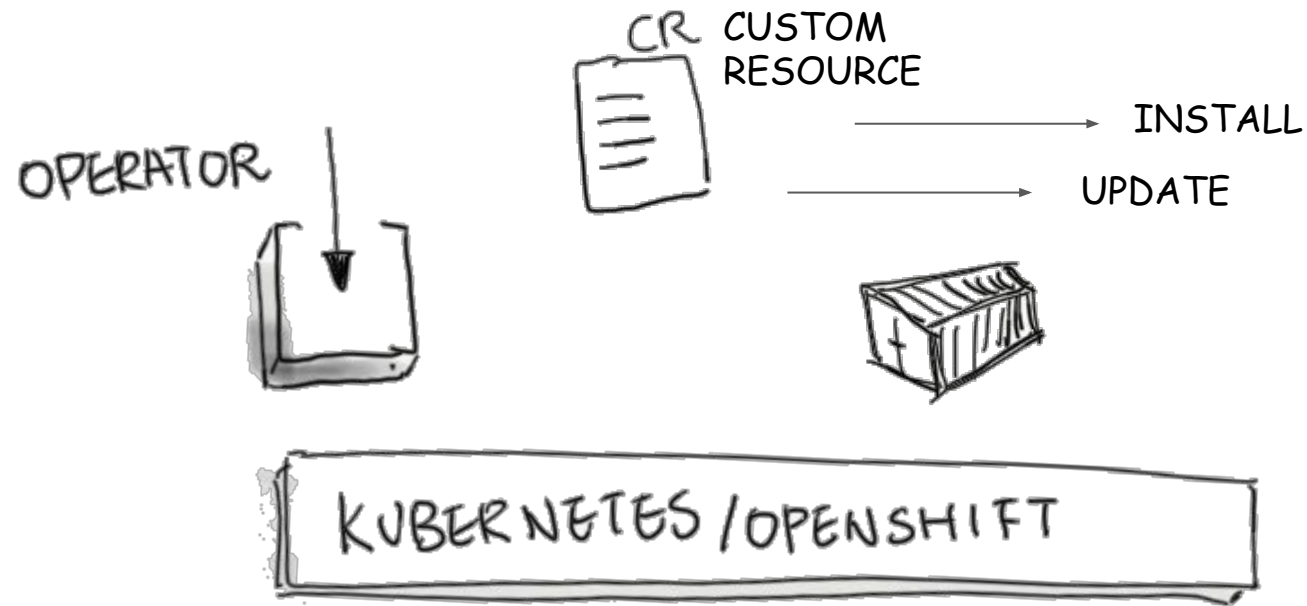 CR CUSTOM
RESOURCE
INSTALL
OPERATOR
UPDATE
KUBERNETES/OPENSHIFT